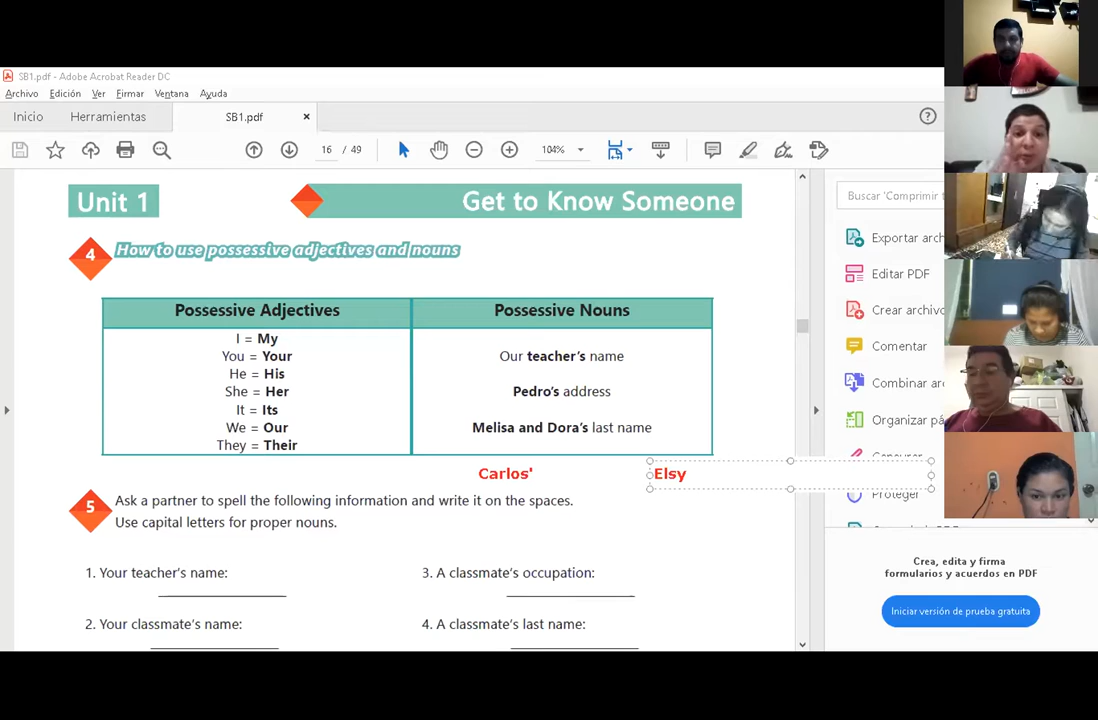 SB1.pdf - Adobe Acrobat Reader DC
Archivo Edición Ver Firmar Ventana Ayuda
Inicio Herramientas SB1.pdf ×
16 / 49 104%
Unit 1 Get to Know Someone
4 How to use possessive adjectives and nouns
Possessive Adjectives Possessive Nouns
I = My
You = Your Our teacher's name
He = His
She = Her Pedro's address
It = Its
We = Our Melisa and Dora's last name
They = Their
Carlos' Elsy
5 Ask a partner to spell the following information and write it on the spaces.
Use capital letters for proper nouns.
1. Your teacher's name: 3. A classmate's occupation:
2. Your classmate's name: 4. A classmate's last name:
Buscar 'Comprimir
Exportar arch
Editar PDF
Crear archivo
Comentar
Combinar arc
Organizar pá
Proteger
Crea, edita y firma
formularios y acuerdos en PDF
Iniciar versión de prueba gratuita